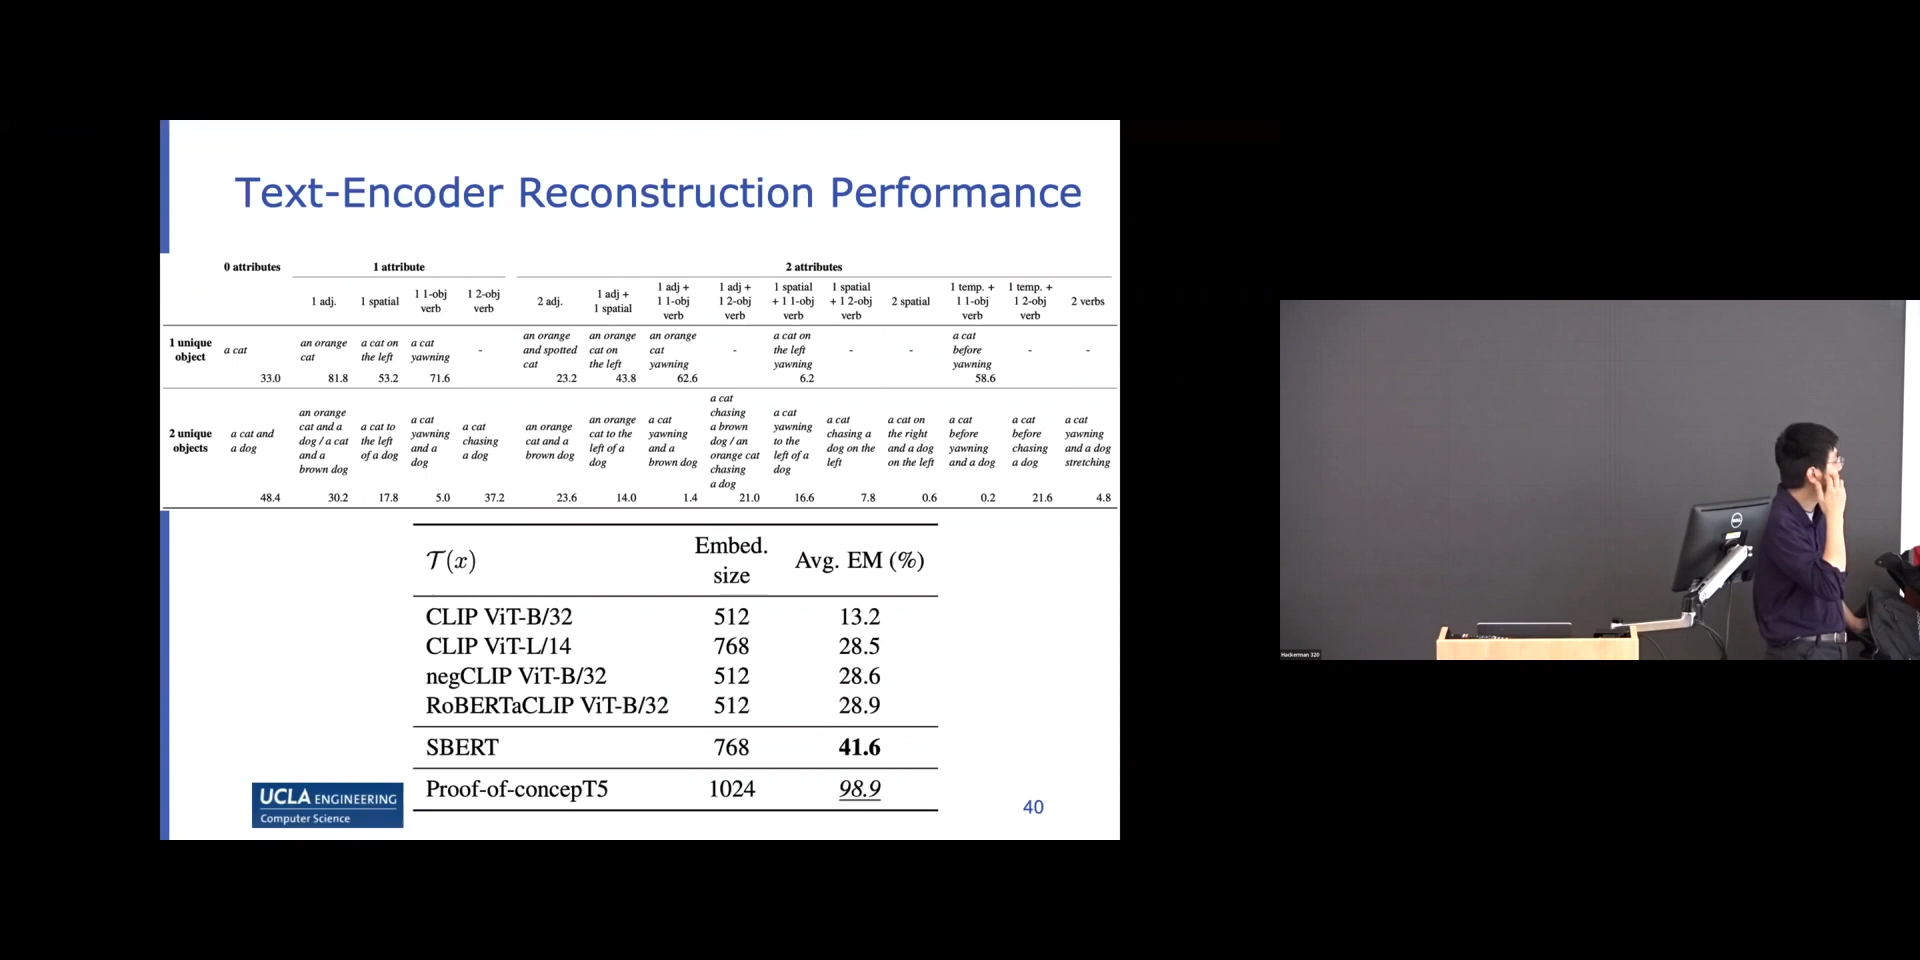 Text-Encoder Reconstruction Performance
0 attributes 1 attribute 2 attributes
1 adj. 1 spatial 1 1-obj verb 1 2-obj verb 2 adj. 1 adj + 1 spatial 1 adj + 1 1-obj verb 1 adj + 1 2-obj verb 1 spatial + 1 1-obj verb 1 spatial + 1 2-obj verb 2 spatial 1 temp. + 1 1-obj verb 1 temp. + 1 2-obj verb 2 verbs
1 unique object a cat an orange cat a cat on the left a cat yawning - an orange and spotted cat an orange cat on the left an orange cat yawning - a cat on the left yawning - - a cat before yawning - -
33.0 81.8 53.2 71.6 23.2 43.8 62.6 6.2 58.6
2 unique objects a cat and a dog an orange cat and a dog / a cat and a brown dog a cat to the left of a dog a cat yawning and a dog a cat chasing a dog an orange cat and a brown dog an orange cat to the left of a dog a cat yawning and a brown dog a cat chasing a brown dog / an orange cat chasing a dog a cat yawning to the left of a dog a cat chasing a dog on the left a cat on the right and a dog on the left a cat before yawning and a dog a cat before chasing a dog a cat yawning and a dog stretching
48.4 30.2 17.8 5.0 37.2 23.6 14.0 1.4 21.0 16.6 7.8 0.6 0.2 21.6 4.8
𝒯(x) Embed. size Avg. EM (%)
CLIP ViT-B/32 512 13.2
CLIP ViT-L/14 768 28.5
negCLIP ViT-B/32 512 28.6
RoBERTaCLIP ViT-B/32 512 28.9
SBERT 768 41.6
Proof-of-concepT5 1024 98.9
UCLA ENGINEERING
Computer Science
40
DELL
Hackerman 320